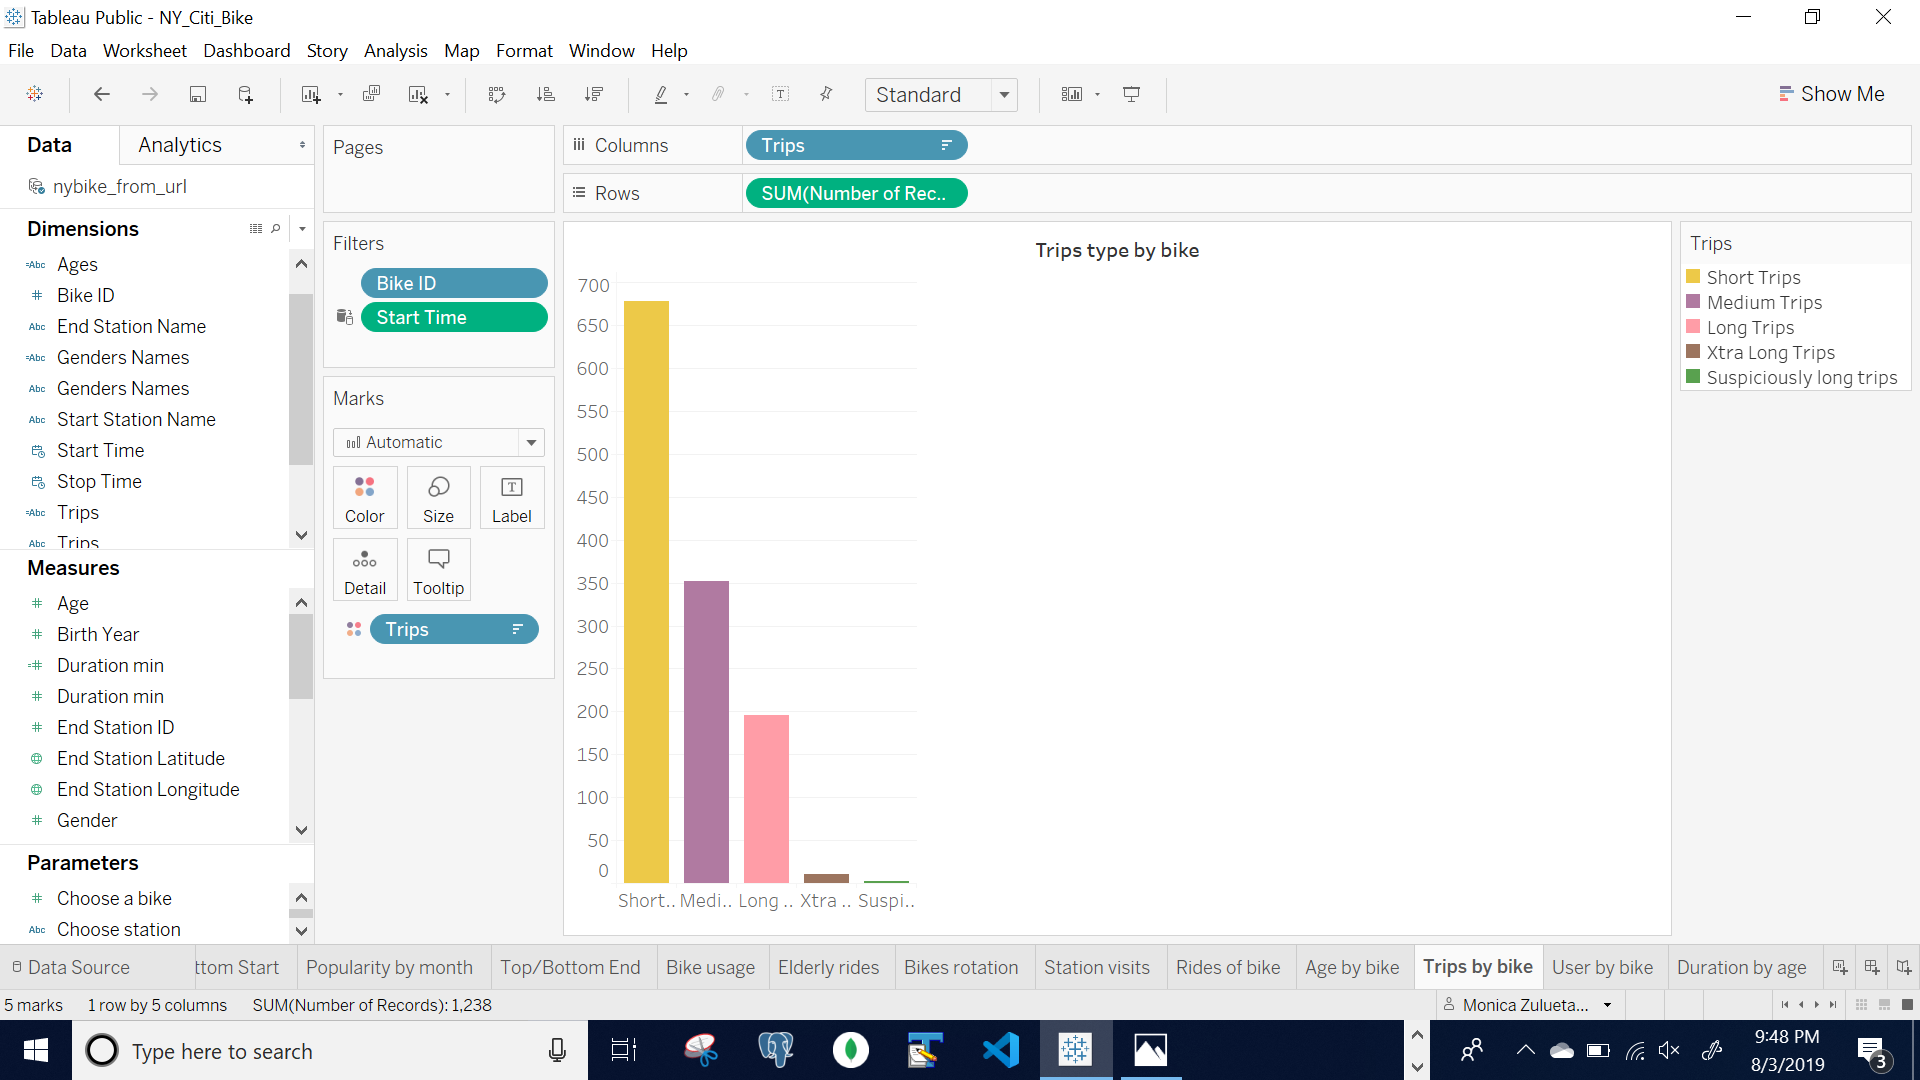 Tableau Public - NY_Citi_Bike
File Data Worksheet Dashboard Story Analysis Map Format Window Help
Standard
Show Me
Data
Analytics
Pages
Columns
Trips
nybike_from_url
Rows
SUM(Number of Rec..
Dimensions
Abc Ages
Bike ID
Abc End Station Name
Abc Genders Names
Abc Genders Names
Abc Start Station Name
Start Time
Stop Time
Abc Trips
Abc Trips
Measures
Age
Birth Year
Duration min
Duration min
End Station ID
End Station Latitude
End Station Longitude
Gender
Parameters
Choose a bike
Abc Choose station
Filters
Bike ID
Start Time
Marks
Automatic
Color
Size
Label
Detail
Tooltip
Trips
Trips type by bike
700
650
600
550
500
450
400
350
300
250
200
150
100
50
0
Short.. Medi.. Long .. Xtra .. Suspi..
Trips
Short Trips
Medium Trips
Long Trips
Xtra Long Trips
Suspiciously long trips
Data Source
ttom Start
Popularity by month
Top/Bottom End
Bike usage
Elderly rides
Bikes rotation
Station visits
Rides of bike
Age by bike
Trips by bike
User by bike
Duration by age
5 marks
1 row by 5 columns
SUM(Number of Records): 1,238
Monica Zulueta...
Type here to search
9:48 PM
8/3/2019
3